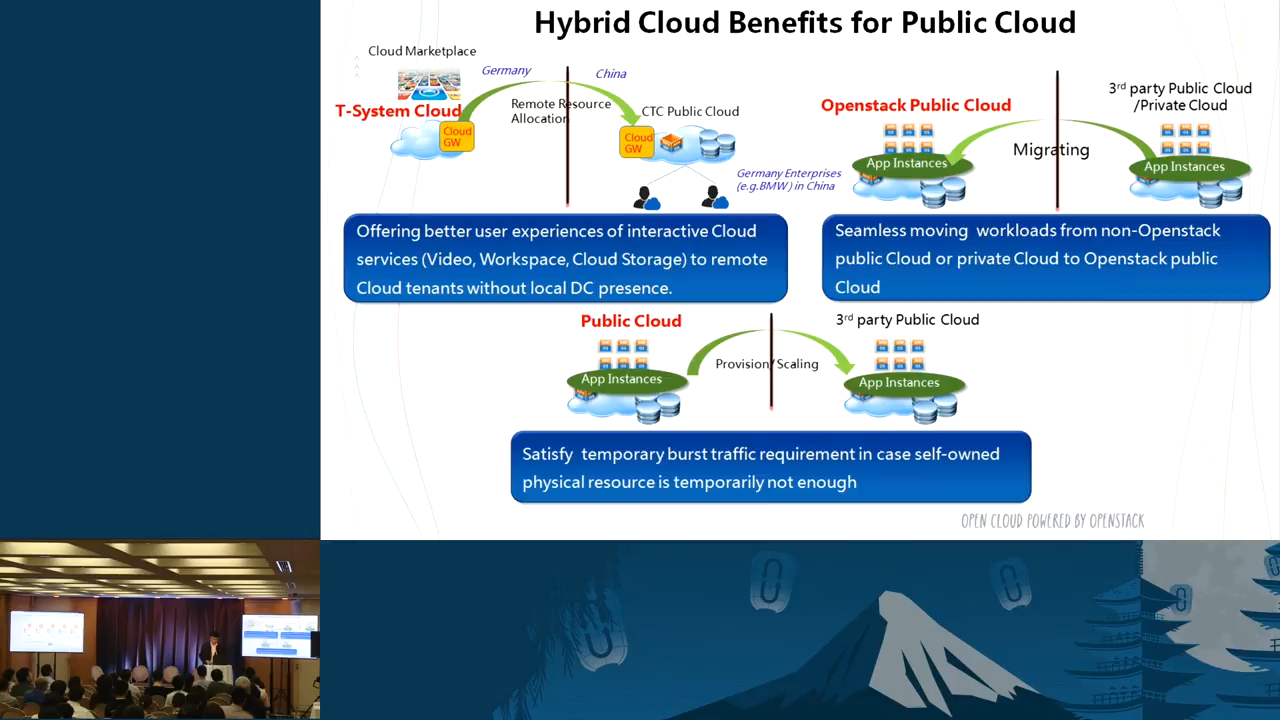 Hybrid Cloud Benefits for Public Cloud
Cloud Marketplace
Germany
China
T-System Cloud
Remote Resource
Allocation
CTC Public Cloud
Cloud
GW
Cloud
GW
Germany Enterprises
(e.g.BMW) in China
Offering better user experiences of interactive Cloud
services (Video, Workspace, Cloud Storage) to remote
Cloud tenants without local DC presence.
Openstack Public Cloud
3rd party Public Cloud
/Private Cloud
Migrating
App Instances
App Instances
Seamless moving workloads from non-Openstack
public Cloud or private Cloud to Openstack public
Cloud
Public Cloud
3rd party Public Cloud
Provision/ Scaling
App Instances
App Instances
Satisfy temporary burst traffic requirement in case self-owned
physical resource is temporarily not enough
OPEN CLOUD POWERED BY OPENSTACK